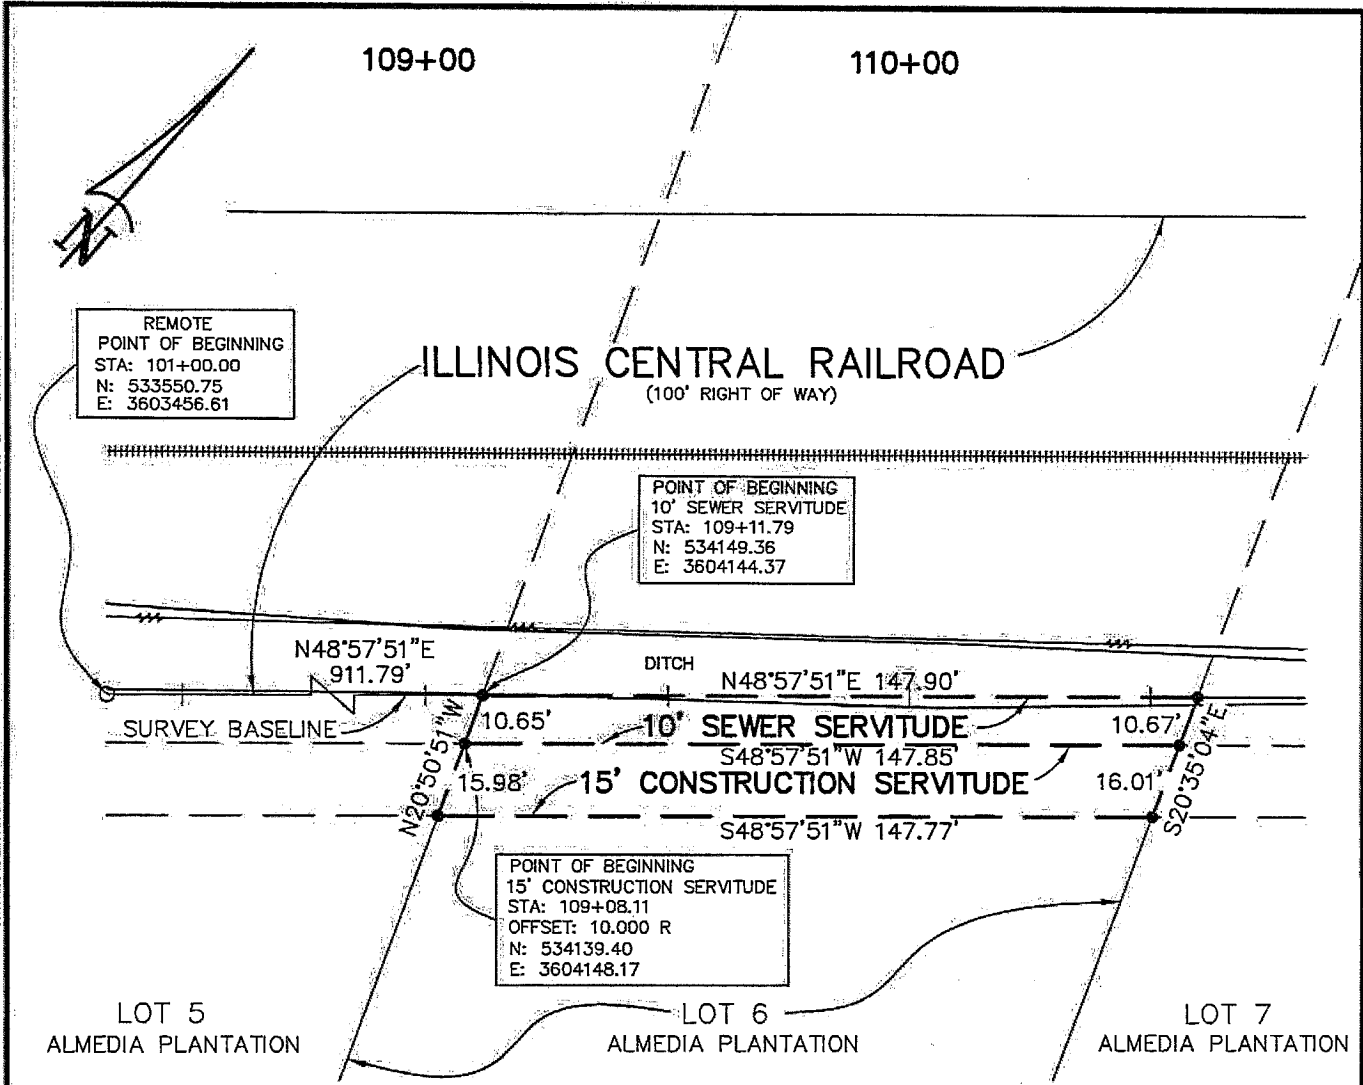 109+00
110+00
N
REMOTE
POINT OF BEGINNING
STA: 101+00.00
N: 533550.75
E: 3603456.61
ILLINOIS CENTRAL RAILROAD
(100' RIGHT OF WAY)
POINT OF BEGINNING
10' SEWER SERVITUDE
STA: 109+11.79
N: 534149.36
E: 3604144.37
N48°57'51"E
911.79'
DITCH
N48°57'51"E 147.90'
SURVEY BASELINE
N20°50'51"W
10.65'
10' SEWER SERVITUDE
10.67'
S20°35'04"E
S48°57'51"W 147.85'
15.98'
15' CONSTRUCTION SERVITUDE
16.01'
S48°57'51"W 147.77'
POINT OF BEGINNING
15' CONSTRUCTION SERVITUDE
STA: 109+08.11
OFFSET: 10.000 R
N: 534139.40
E: 3604148.17
LOT 5
ALMEDIA PLANTATION
LOT 6
ALMEDIA PLANTATION
LOT 7
ALMEDIA PLANTATION